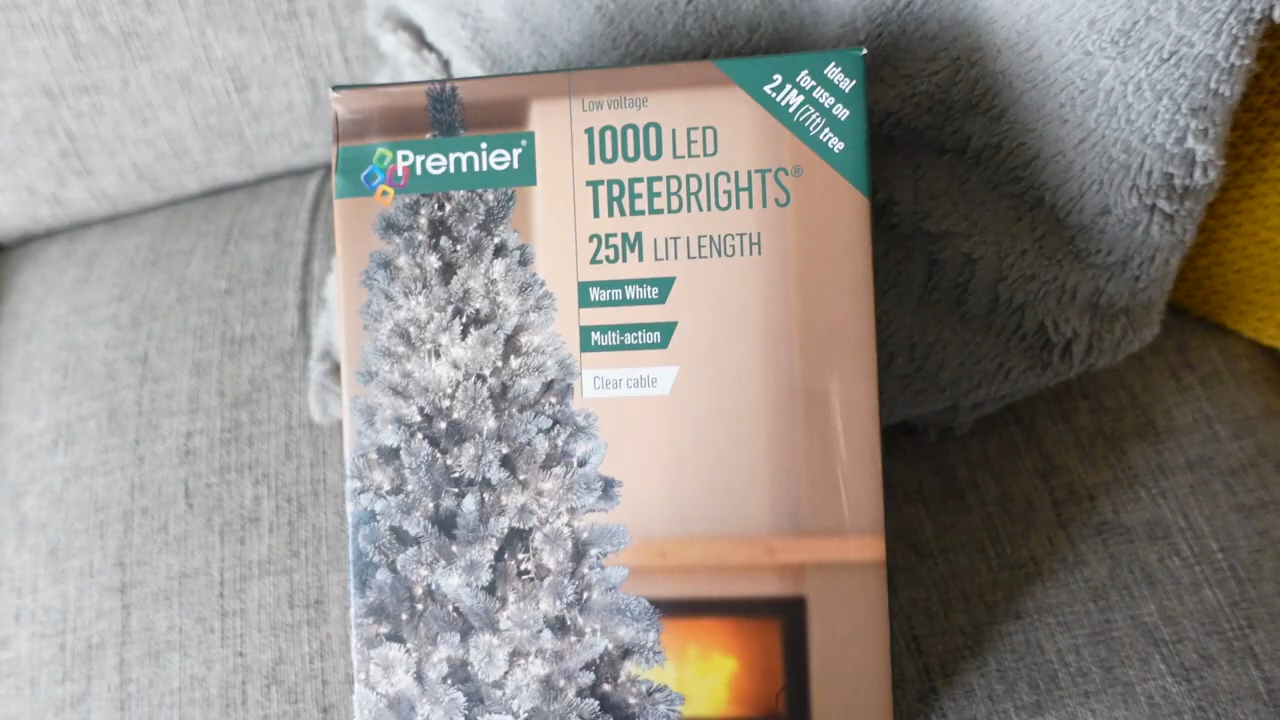 Premier®
Low voltage
1000 LED
TREEBRIGHTS®
25M LIT LENGTH
Warm White
Multi-action
Clear cable
Ideal
for use on
2.1M (7ft) tree